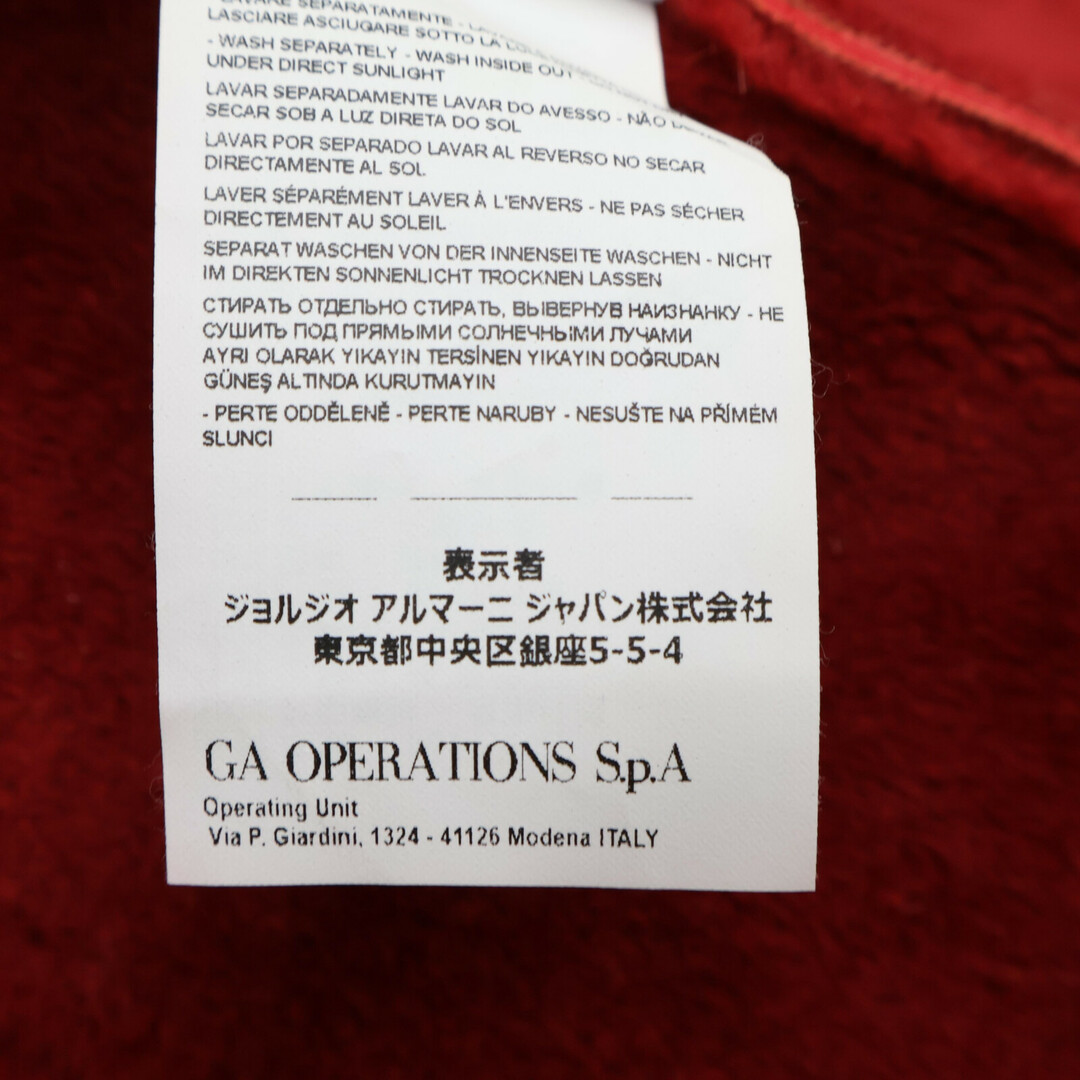 LAVARE SEPARATAMENTE -
LASCIARE ASCIUGARE SOTTO LA
- WASH SEPARATELY - WASH INSIDE OUT
UNDER DIRECT SUNLIGHT
LAVAR SEPARADAMENTE LAVAR DO AVESSO - NÃO
SECAR SOB A LUZ DIRETA DO SOL
LAVAR POR SEPARADO LAVAR AL REVERSO NO SECAR
DIRECTAMENTE AL SOL
LAVER SÉPARÉMENT LAVER À L'ENVERS - NE PAS SÉCHER
DIRECTEMENT AU SOLEIL
SEPARAT WASCHEN VON DER INNENSEITE WASCHEN - NICHT
IM DIREKTEN SONNENLICHT TROCKNEN LASSEN
СТИРАТЬ ОТДЕЛЬНО СТИРАТЬ, ВЫВЕРНУВ НАИЗНАНКУ - НЕ
СУШИТЬ ПОД ПРЯМЫМИ СОЛНЕЧНЫМИ ЛУЧАМИ
AYRI OLARAK YIKAYIN TERSİNEN YIKAYIN DOĞRUDAN
GÜNEŞ ALTINDA KURUTMAYIN
- PERTE ODDĚLENĚ - PERTE NARUBY - NESUŠTE NA PŘÍMÉM
SLUNCI
表示者
ジョルジオ アルマーニ ジャパン株式会社
東京都中央区銀座5-5-4
GA OPERATIONS S.p.A
Operating Unit
Via P. Giardini, 1324 - 41126 Modena ITALY